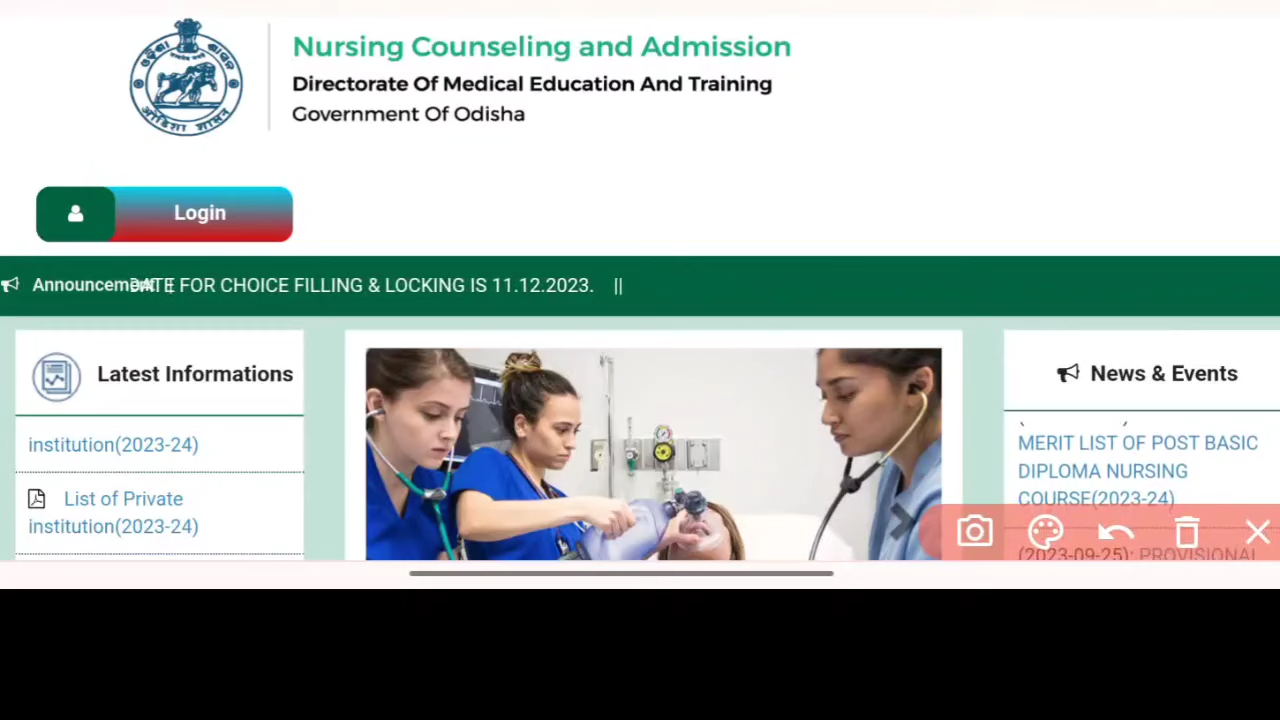 Nursing Counseling and Admission
Directorate Of Medical Education And Training
Government Of Odisha
Login
Announcement || DATE FOR CHOICE FILLING & LOCKING IS 11.12.2023. ||
Latest Informations
institution(2023-24)
List of Private
institution(2023-24)
News & Events
MERIT LIST OF POST BASIC
DIPLOMA NURSING
COURSE(2023-24)
(2023-09-25): PROVISIONAL